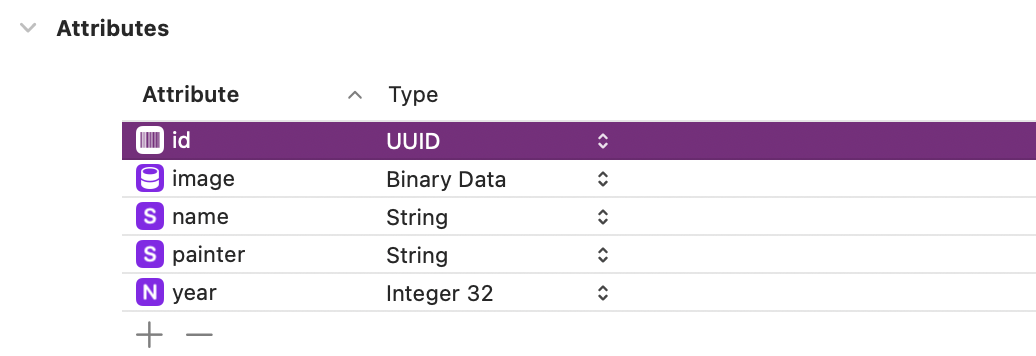 Attributes
Attribute Type
id UUID
image Binary Data
S name String
S painter String
N year Integer 32